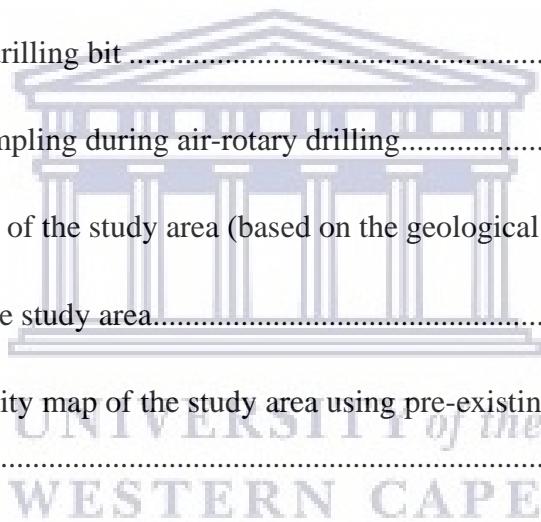 rilling bit ....................................................
mpling during air-rotary drilling..................
of the study area (based on the geological
e study area....................................................
ity map of the study area using pre-existin
UNIVERSITY of the
....................................................................
WESTERN CAPE